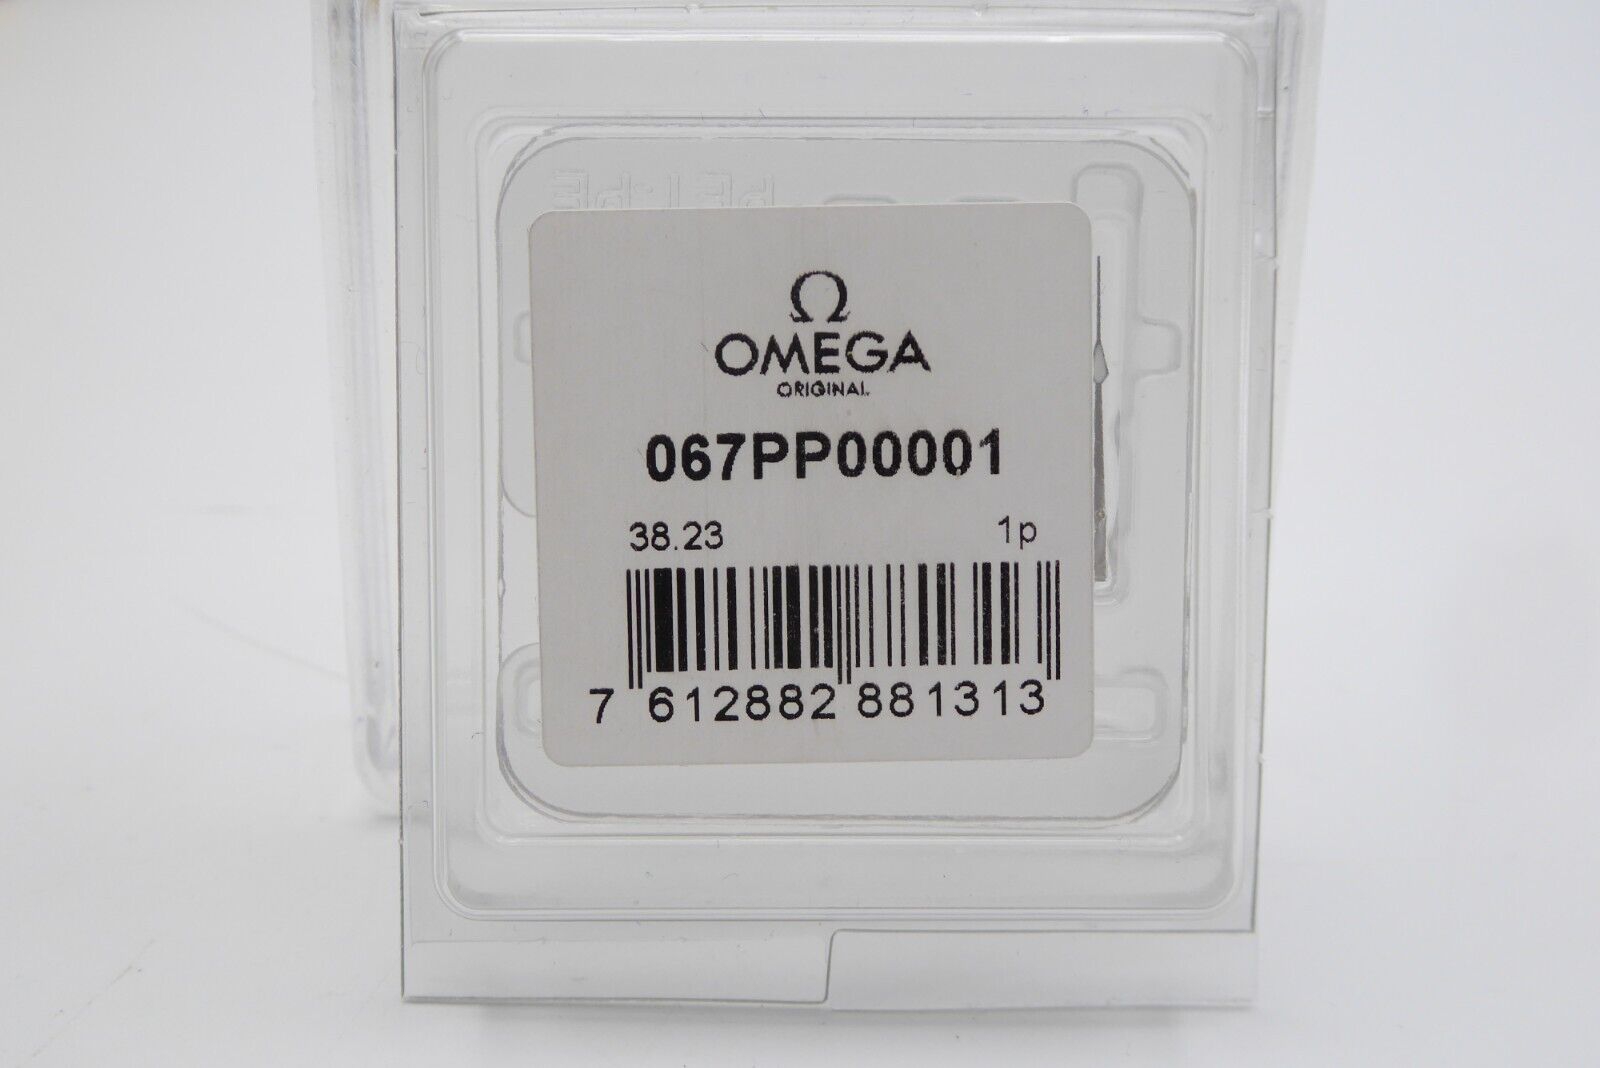 Ω
OMEGA
ORIGINAL
067PP00001
38.23 1p
7 612882 881313